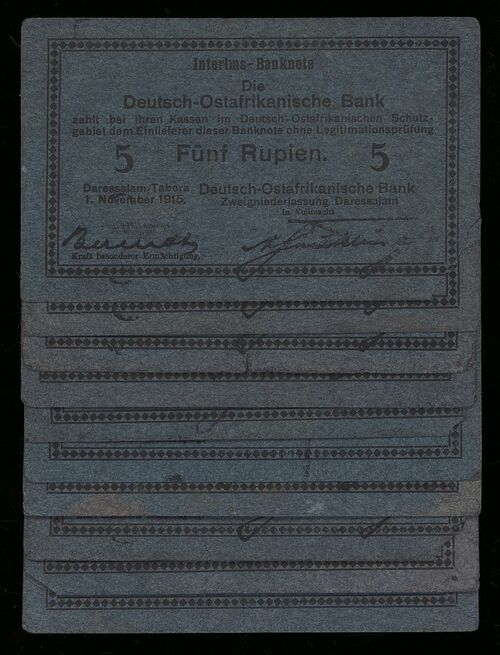 Interims-Banknote
Die
Deutsch-Ostafrikanische Bank
zahlt bei ihren Kassen im Deutsch-Ostafrikanischen Schutz-
gebiet dem Einlieferer dieser Banknote ohne Legitimationsprüfung
5 Fünf Rupien. 5
Daressalam/Tabora Deutsch-Ostafrikanische Bank
1. November 1915. Zweigniederlassung Daressalam
in Vollmacht
Kraft besonderer Ermächtigung.